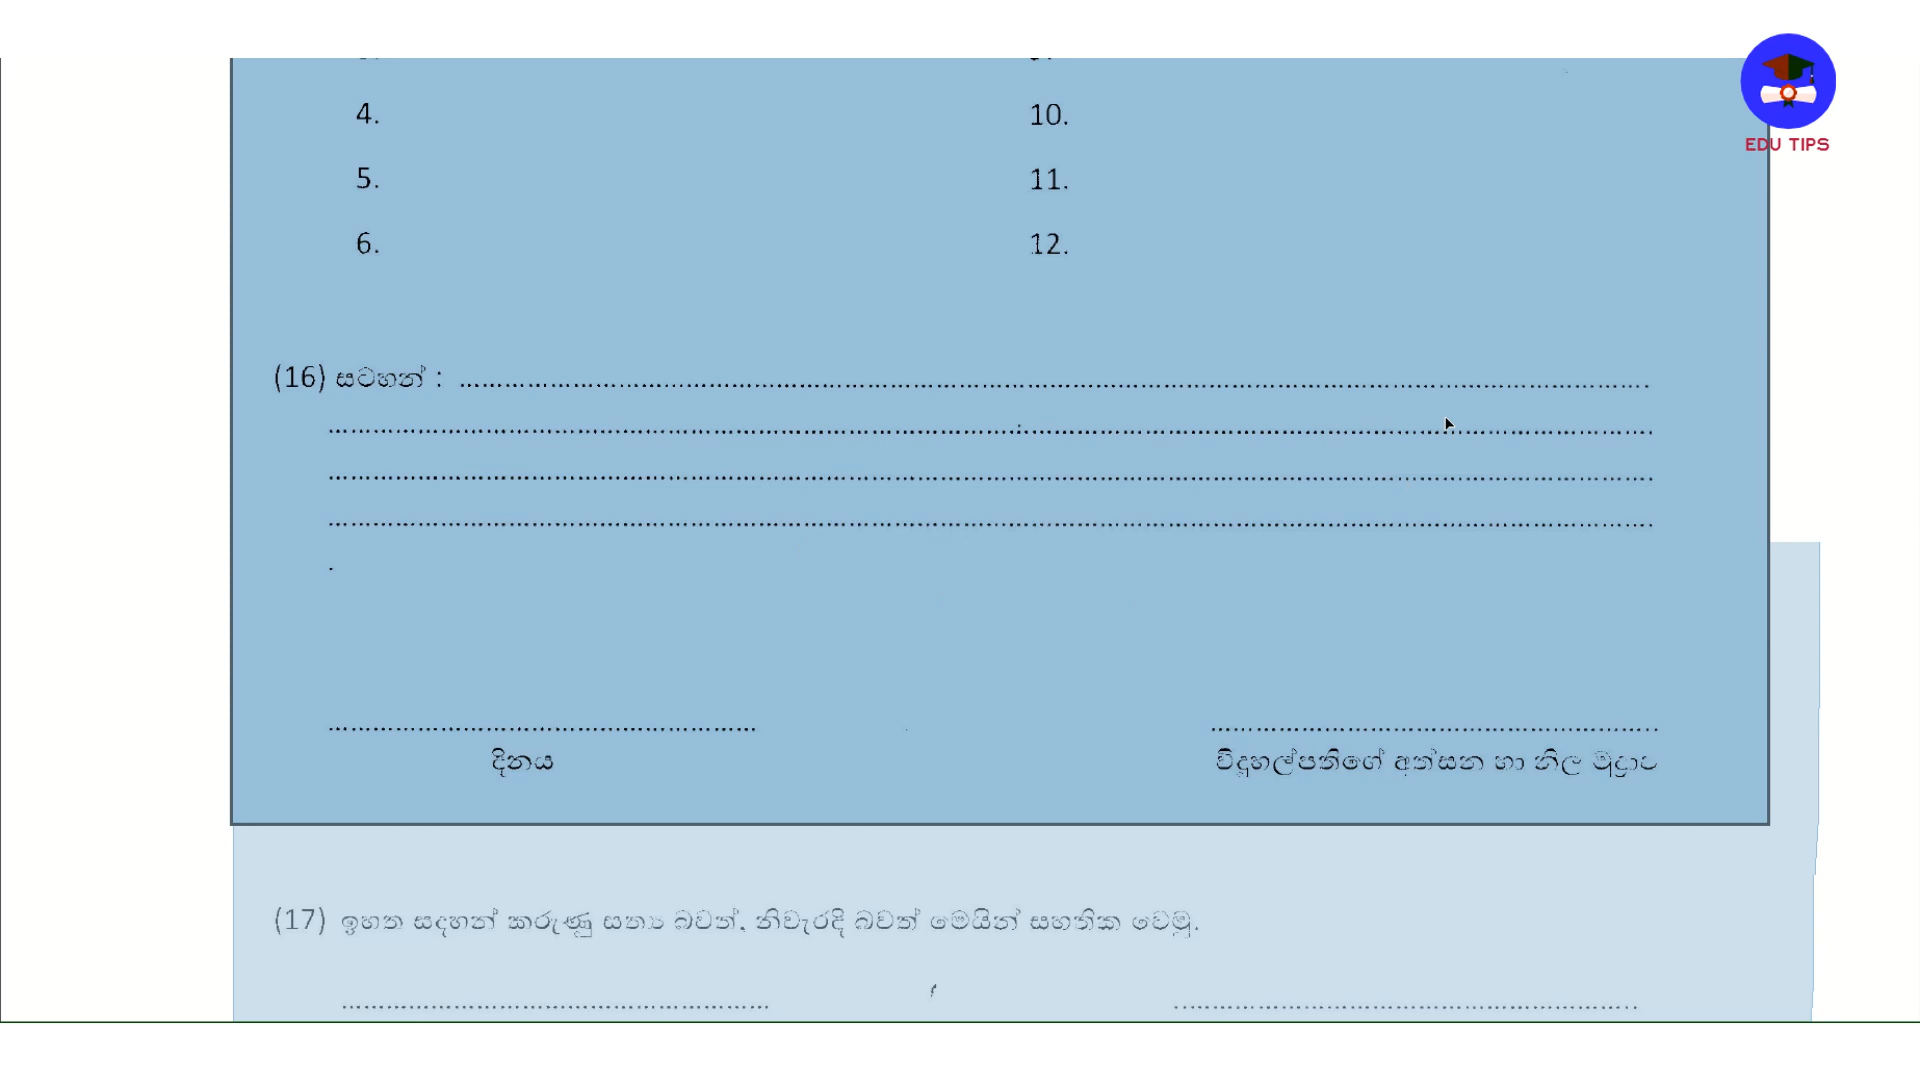 EDU TIPS
4. 10.
5. 11.
6. 12.
(16) සටහන් : ................................................................
................................................................
................................................................
................................................................
.
................................ ................................
දිනය විදුහල්පතිගේ අත්සන හා නිල මුද්‍රාව
(17) ඉහත සදහන් කරුණු සත්‍ය බවත්, නිවැරදි බවත් මෙයින් සහතික වෙමු.
................................ ................................